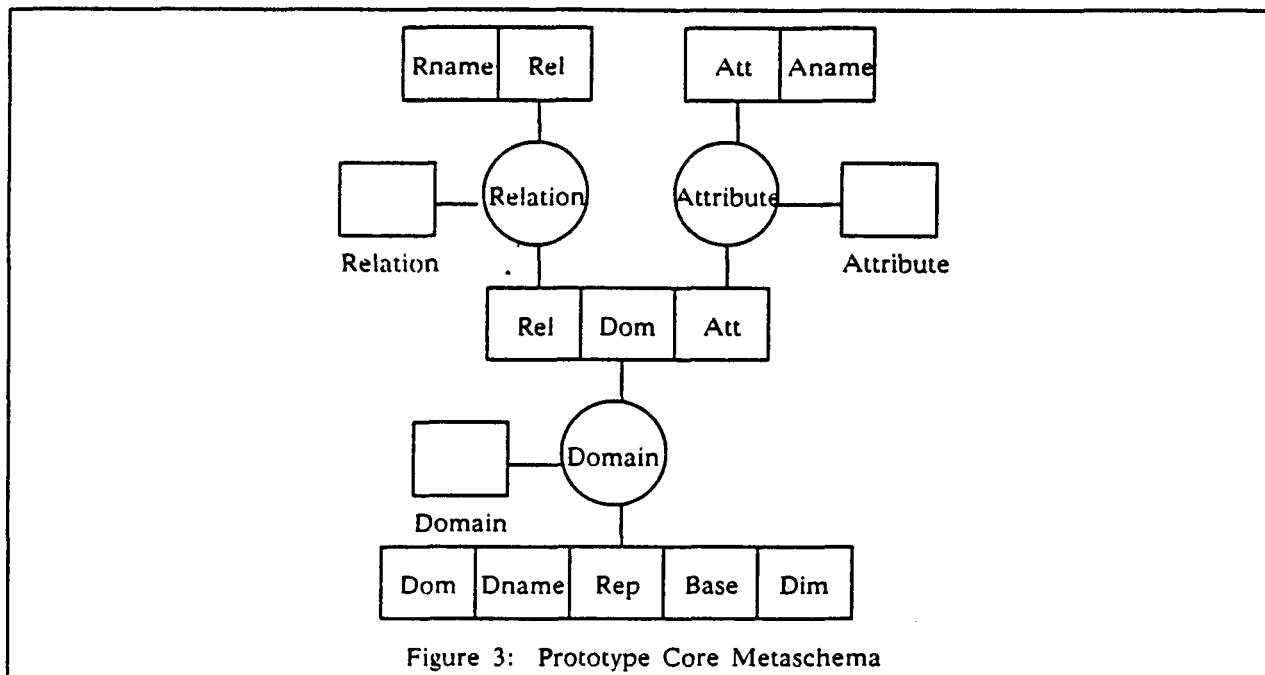 Rname Rel Att Aname
Relation Attribute
Relation Attribute
Rel Dom Att
Domain
Domain
Dom Dname Rep Base Dim
Figure 3: Prototype Core Metaschema